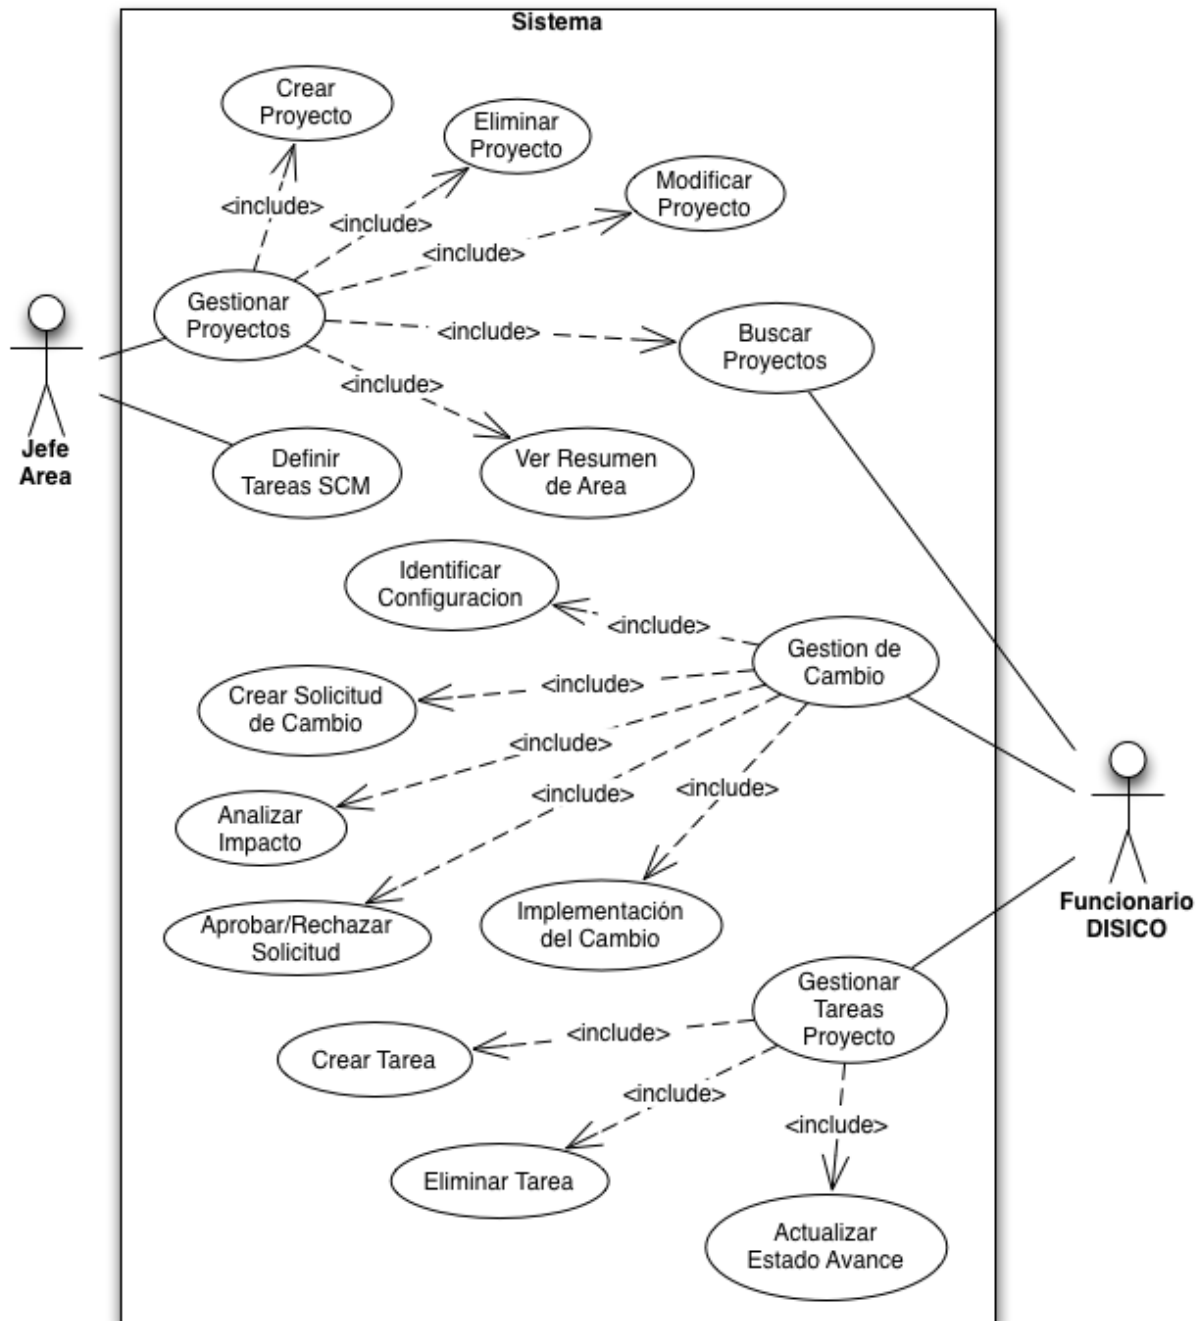 Sistema
Crear
Proyecto
Eliminar
Proyecto
Modificar
Proyecto
<include>
<include>
<include>
Gestionar
Proyectos
<include>
Buscar
Proyectos
<include>
Jefe
Area
Definir
Tareas SCM
Ver Resumen
de Area
Identificar
Configuracion
<include>
Gestion de
Cambio
Crear Solicitud
de Cambio
<include>
<include>
Analizar
Impacto
<include>
<include>
Aprobar/Rechazar
Solicitud
Implementación
del Cambio
Funcionario
DISICO
Gestionar
Tareas
Proyecto
Crear Tarea
<include>
<include>
<include>
Eliminar Tarea
Actualizar
Estado Avance